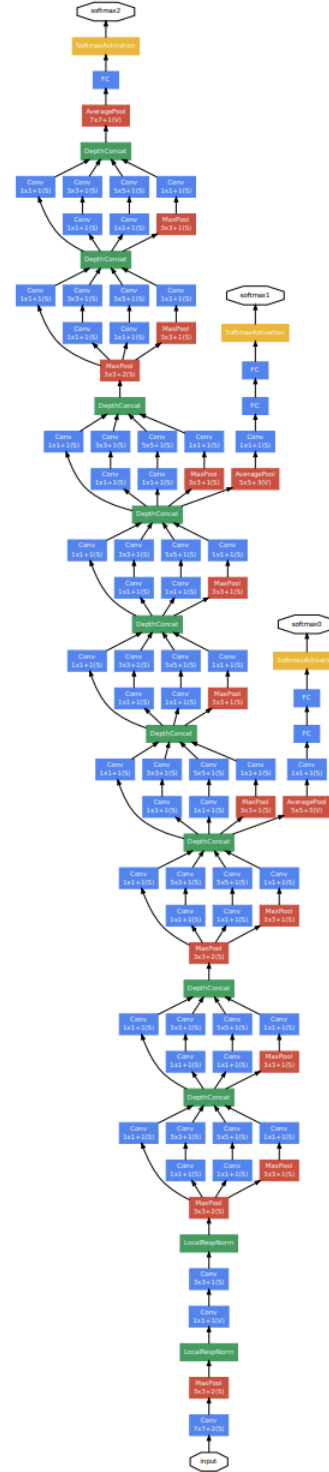 softmax2
SoftmaxActivation
FC
AveragePool
7x7+1(V)
DepthConcat
Conv Conv Conv Conv
1x1+1(S) 3x3+1(S) 5x5+1(S) 1x1+1(S)
Conv Conv MaxPool
1x1+1(S) 1x1+1(S) 3x3+1(S)
DepthConcat
Conv Conv Conv Conv
1x1+1(S) 3x3+1(S) 5x5+1(S) 1x1+1(S)
softmax1
Conv Conv MaxPool
1x1+1(S) 1x1+1(S) 3x3+1(S)
SoftmaxActivation
MaxPool
3x3+2(S)
FC
DepthConcat
FC
Conv Conv Conv Conv Conv
1x1+1(S) 3x3+1(S) 5x5+1(S) 1x1+1(S) 1x1+1(S)
Conv Conv MaxPool AveragePool
1x1+1(S) 1x1+1(S) 3x3+1(S) 5x5+3(V)
DepthConcat
Conv Conv Conv Conv
1x1+1(S) 3x3+1(S) 5x5+1(S) 1x1+1(S)
Conv Conv MaxPool
1x1+1(S) 1x1+1(S) 3x3+1(S)
DepthConcat
softmax0
Conv Conv Conv Conv
1x1+1(S) 3x3+1(S) 5x5+1(S) 1x1+1(S)
SoftmaxActivatio
Conv Conv MaxPool
1x1+1(S) 1x1+1(S) 3x3+1(S)
FC
DepthConcat
FC
Conv Conv Conv Conv Conv
1x1+1(S) 3x3+1(S) 5x5+1(S) 1x1+1(S) 1x1+1(S)
Conv Conv MaxPool AveragePool
1x1+1(S) 1x1+1(S) 3x3+1(S) 5x5+3(V)
DepthConcat
Conv Conv Conv Conv
1x1+1(S) 3x3+1(S) 5x5+1(S) 1x1+1(S)
Conv Conv MaxPool
1x1+1(S) 1x1+1(S) 3x3+1(S)
MaxPool
3x3+2(S)
DepthConcat
Conv Conv Conv Conv
1x1+1(S) 3x3+1(S) 5x5+1(S) 1x1+1(S)
Conv Conv MaxPool
1x1+1(S) 1x1+1(S) 3x3+1(S)
DepthConcat
Conv Conv Conv Conv
1x1+1(S) 3x3+1(S) 5x5+1(S) 1x1+1(S)
Conv Conv MaxPool
1x1+1(S) 1x1+1(S) 3x3+1(S)
MaxPool
3x3+2(S)
LocalRespNorm
Conv
3x3+1(S)
Conv
1x1+1(V)
LocalRespNorm
MaxPool
3x3+2(S)
Conv
7x7+2(S)
input